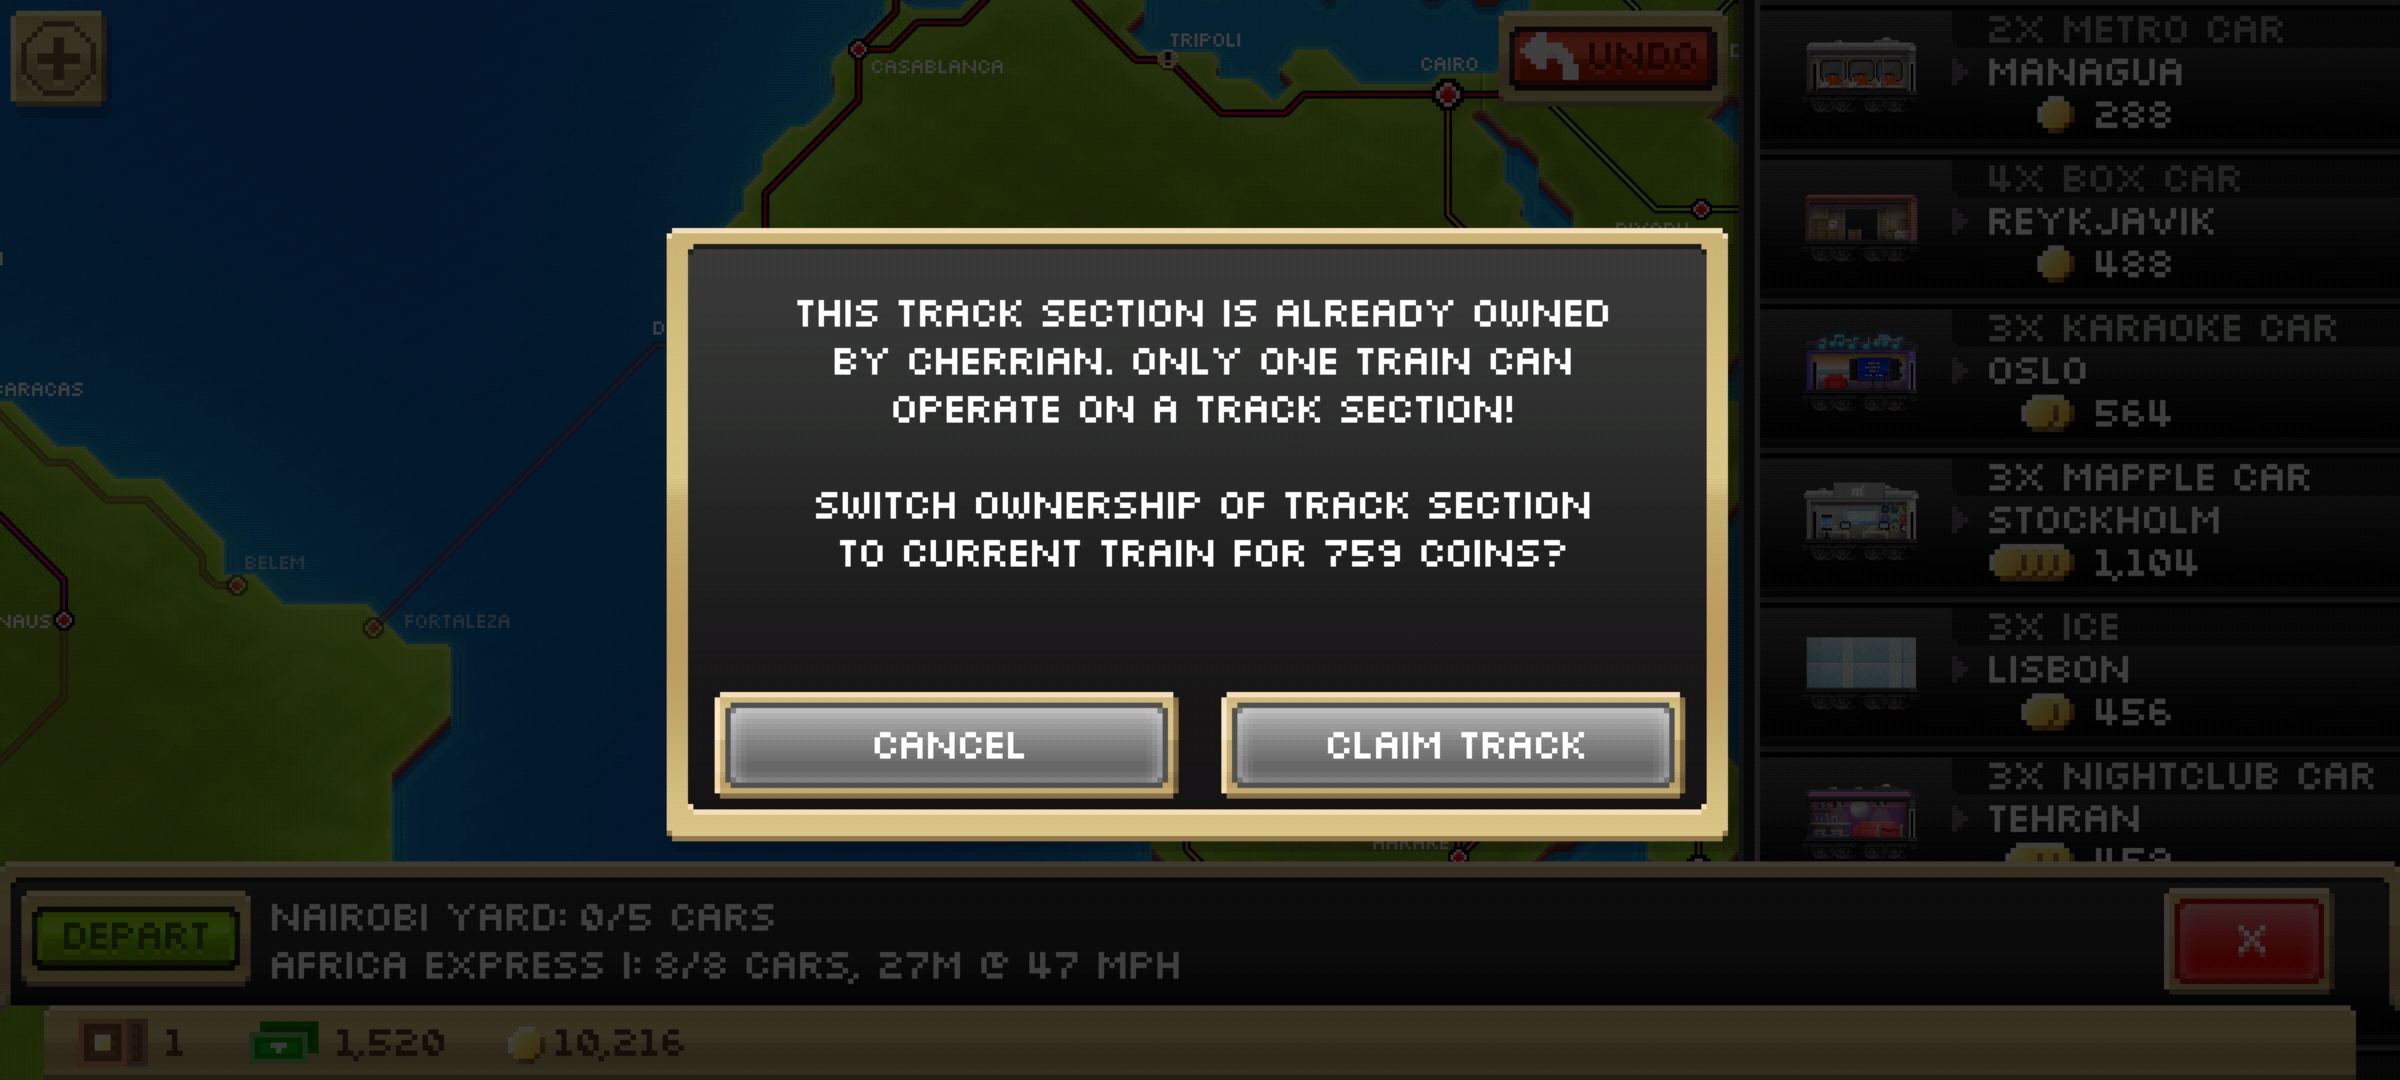 TRIPOLI
CASABLANCA
CAIRO
UNDO
ARACAS
BELEM
NAUS
FORTALEZA
THIS TRACK SECTION IS ALREADY OWNED
BY CHERRIAN. ONLY ONE TRAIN CAN
OPERATE ON A TRACK SECTION!
SWITCH OWNERSHIP OF TRACK SECTION
TO CURRENT TRAIN FOR 759 COINS?
CANCEL
CLAIM TRACK
HARARE
2X METRO CAR
MANAGUA
288
4X BOX CAR
REYKJAVIK
488
3X KARAOKE CAR
OSLO
564
3X MAPPLE CAR
STOCKHOLM
1,104
3X ICE
LISBON
456
3X NIGHTCLUB CAR
TEHRAN
459
DEPART
NAIROBI YARD: 0/5 CARS
AFRICA EXPRESS I: 8/8 CARS, 27M @ 47 MPH
X
1
1,520
10,216